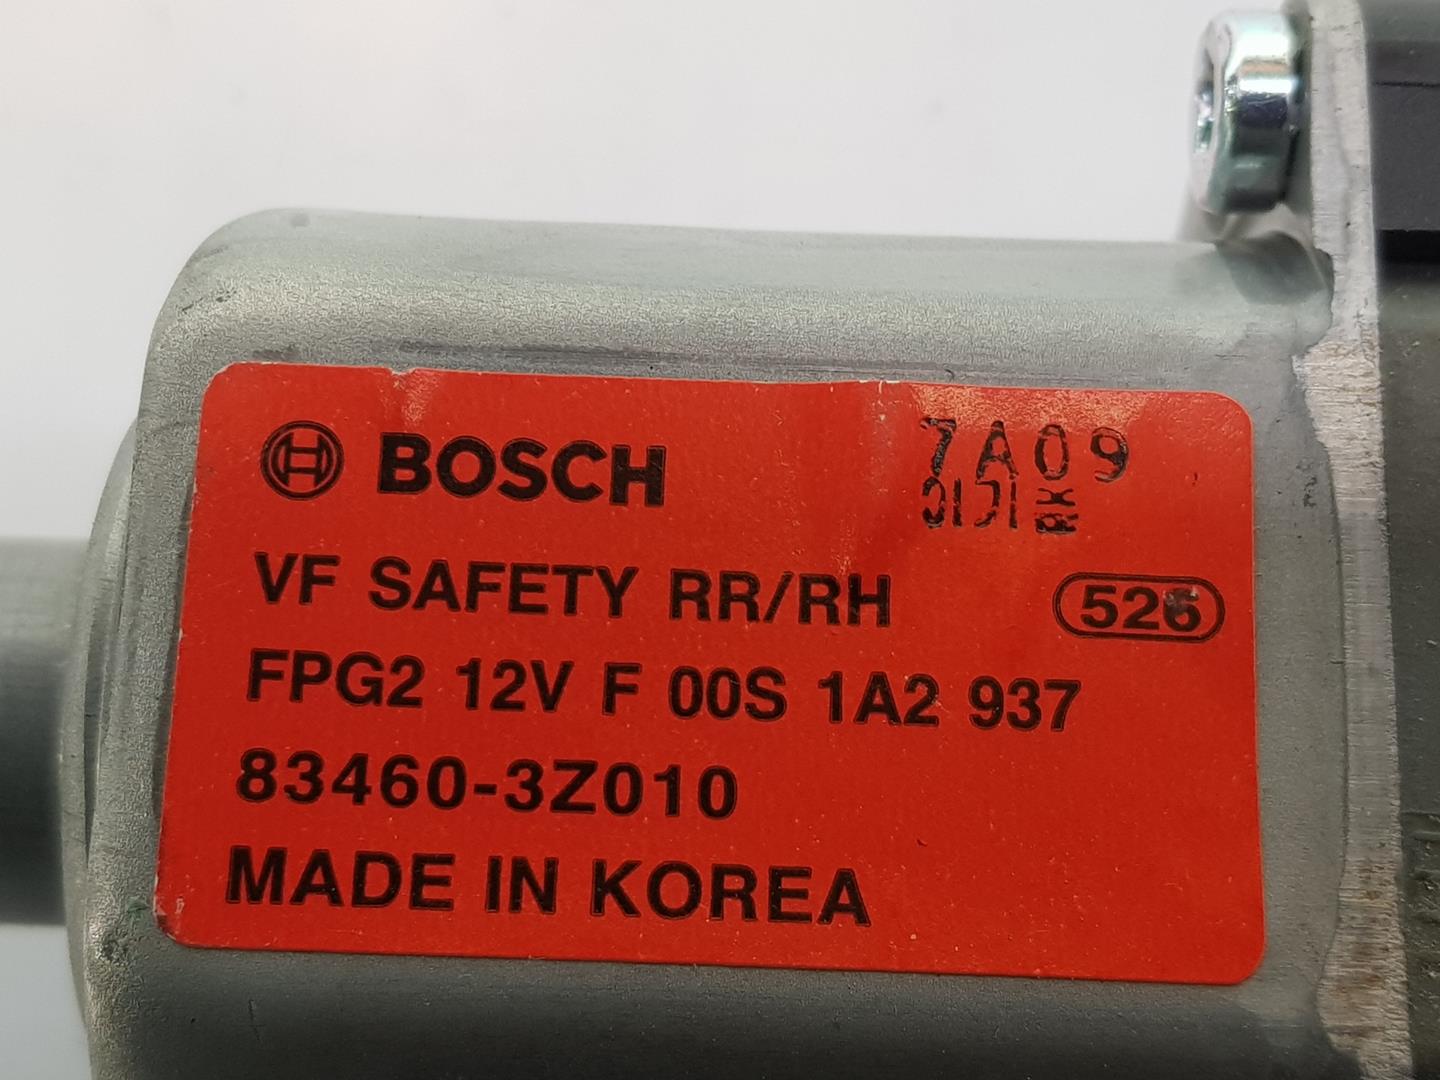 BOSCH
7A09
VF SAFETY RR/RH
526
FPG2 12V F 00S 1A2 937
83460-3Z010
MADE IN KOREA